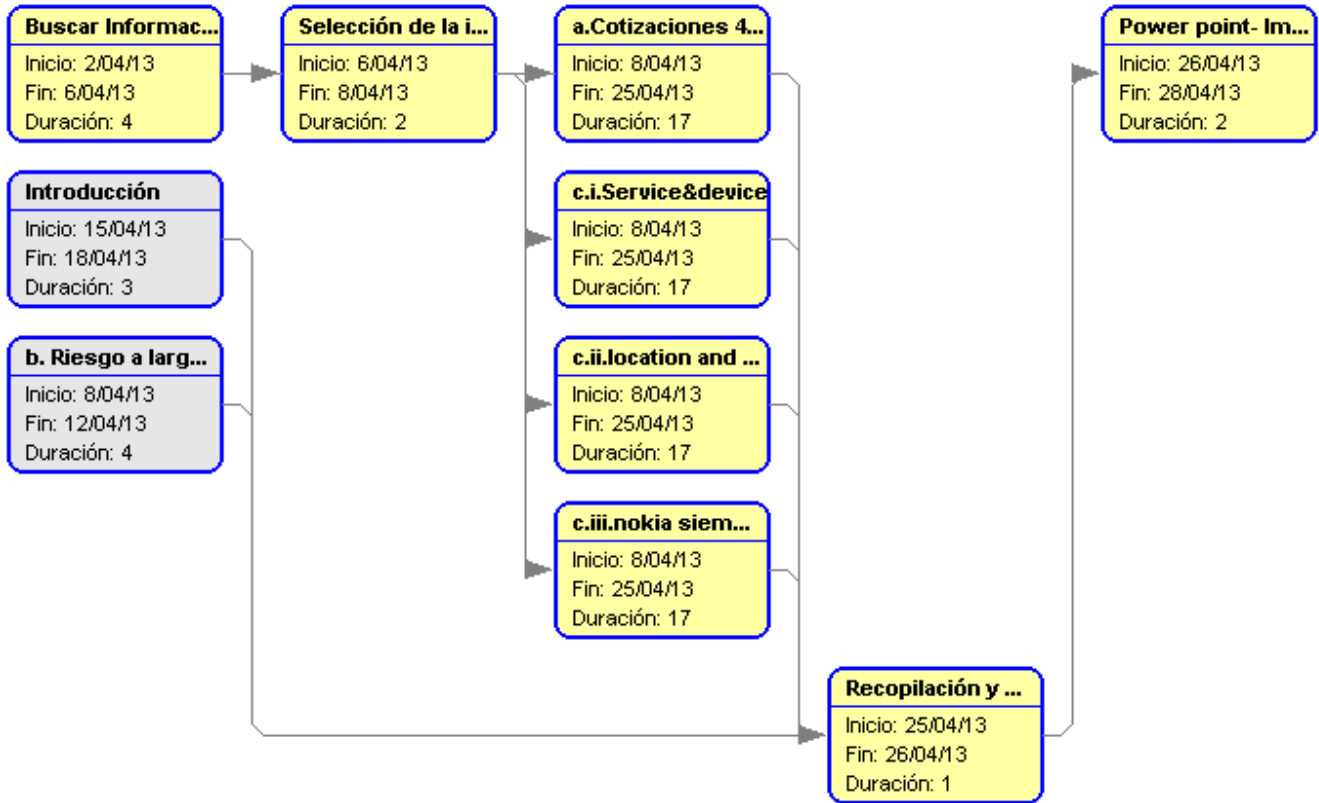 Buscar Informac...
Inicio: 2/04/13
Fin: 6/04/13
Duración: 4
Selección de la i...
Inicio: 6/04/13
Fin: 8/04/13
Duración: 2
a.Cotizaciones 4...
Inicio: 8/04/13
Fin: 25/04/13
Duración: 17
Power point- Im...
Inicio: 26/04/13
Fin: 28/04/13
Duración: 2
Introducción
Inicio: 15/04/13
Fin: 18/04/13
Duración: 3
c.i.Service&device
Inicio: 8/04/13
Fin: 25/04/13
Duración: 17
b. Riesgo a larg...
Inicio: 8/04/13
Fin: 12/04/13
Duración: 4
c.ii.location and ...
Inicio: 8/04/13
Fin: 25/04/13
Duración: 17
c.iii.nokia siem...
Inicio: 8/04/13
Fin: 25/04/13
Duración: 17
Recopilación y ...
Inicio: 25/04/13
Fin: 26/04/13
Duración: 1